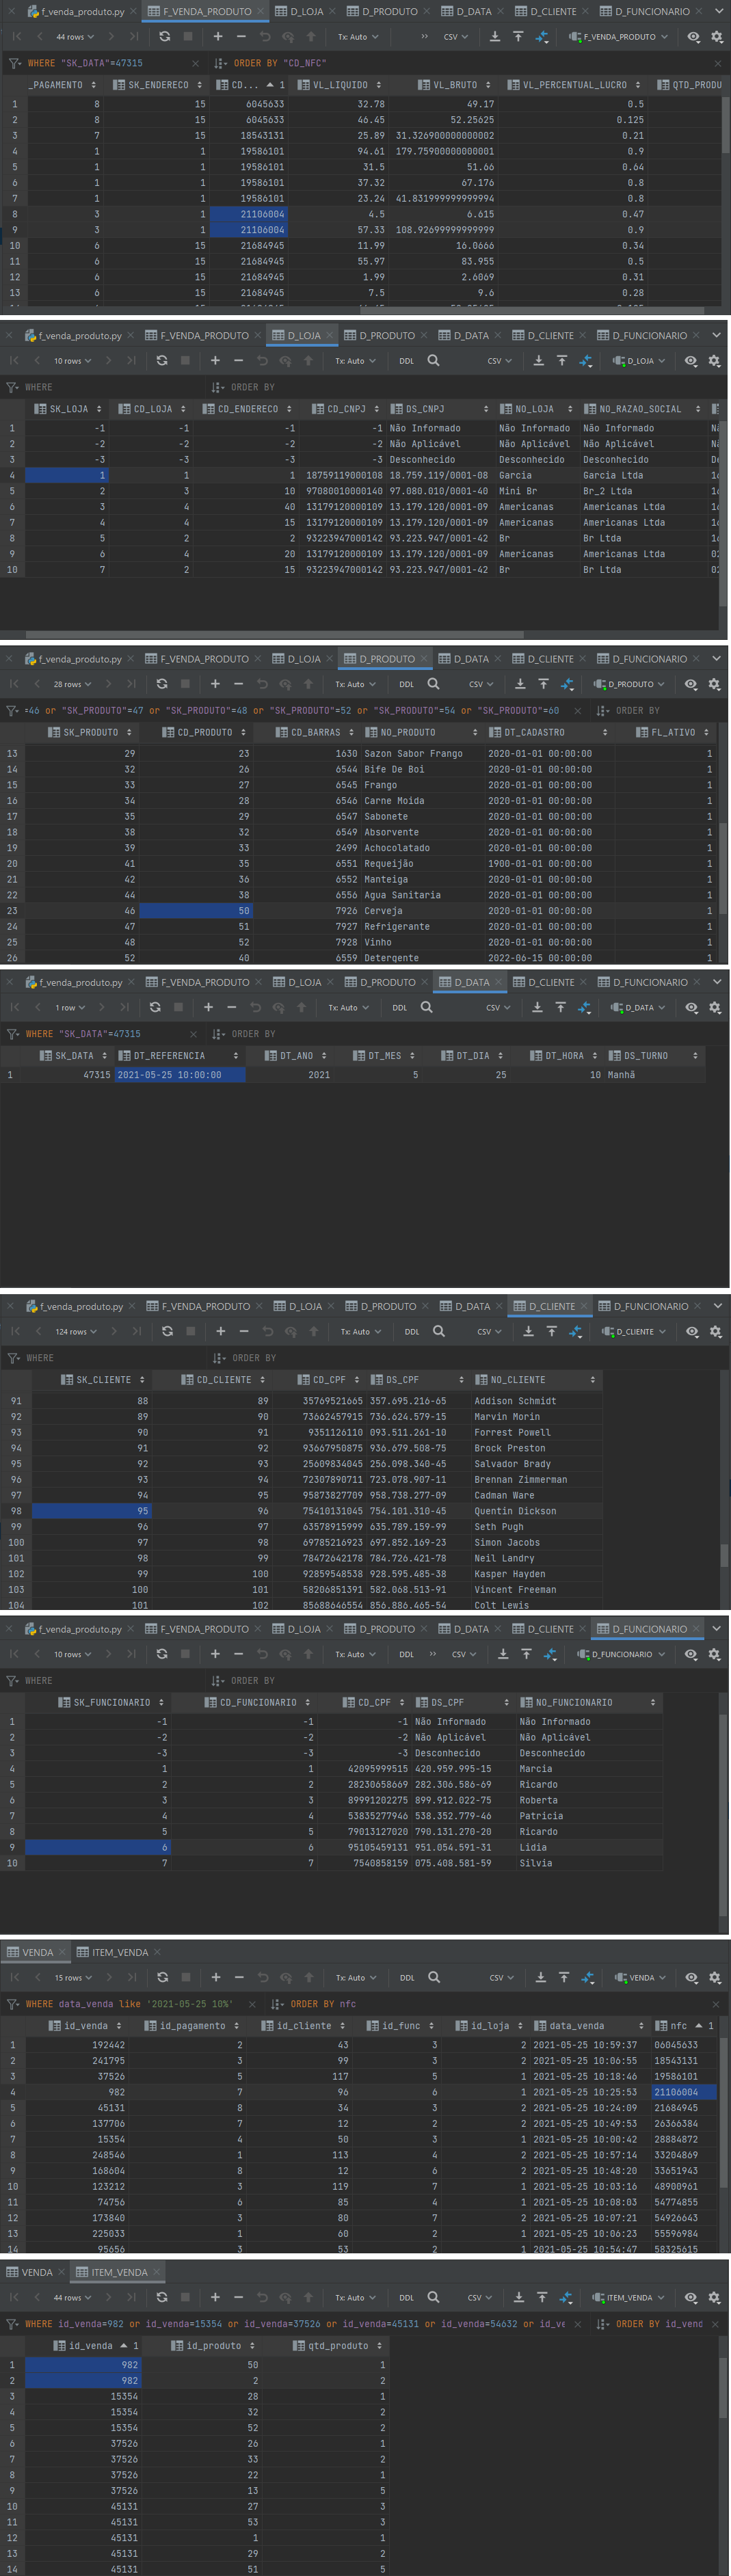 f_venda_produto.py F_VENDA_PRODUTO D_LOJA D_PRODUTO D_DATA D_CLIENTE D_FUNCIONARIO
44 rows Tx: Auto CSV F_VENDA_PRODUTO
WHERE "SK_DATA"=47315 ORDER BY "CD_NFC"
_PAGAMENTO SK_ENDERECO CD... 1 VL_LIQUIDO VL_BRUTO VL_PERCENTUAL_LUCRO QTD_PRODU
1 8 15 6045633 32.78 49.17 0.5
2 8 15 6045633 46.45 52.25625 0.125
3 7 15 18543131 25.89 31.326900000000002 0.21
4 1 1 19586101 94.61 179.75900000000001 0.9
5 1 1 19586101 31.5 51.66 0.64
6 1 1 19586101 37.32 67.176 0.8
7 1 1 19586101 23.24 41.831999999999994 0.8
8 3 1 21106004 4.5 6.615 0.47
9 3 1 21106004 57.33 108.92699999999999 0.9
10 6 15 21684945 11.99 16.0666 0.34
11 6 15 21684945 55.97 83.955 0.5
12 6 15 21684945 1.99 2.6069 0.31
13 6 15 21684945 7.5 9.6 0.28
f_venda_produto.py F_VENDA_PRODUTO D_LOJA D_PRODUTO D_DATA D_CLIENTE D_FUNCIONARIO
10 rows Tx: Auto DDL CSV D_LOJA
WHERE ORDER BY
SK_LOJA CD_LOJA CD_ENDERECO CD_CNPJ DS_CNPJ NO_LOJA NO_RAZAO_SOCIAL
1 -1 -1 -1 -1 Não Informado Não Informado Não Informado Nã
2 -2 -2 -2 -2 Não Aplicável Não Aplicável Não Aplicável Nã
3 -3 -3 -3 -3 Desconhecido Desconhecido Desconhecido De
4 1 1 1 18759119000108 18.759.119/0001-08 Garcia Garcia Ltda 16
5 2 3 10 97080010000140 97.080.010/0001-40 Mini Br Br_2 Ltda 16
6 3 4 40 13179120000109 13.179.120/0001-09 Americanas Americanas Ltda 16
7 4 4 15 13179120000109 13.179.120/0001-09 Americanas Americanas Ltda 16
8 5 2 2 93223947000142 93.223.947/0001-42 Br Br Ltda 16
9 6 4 20 13179120000109 13.179.120/0001-09 Americanas Americanas Ltda 02
10 7 2 15 93223947000142 93.223.947/0001-42 Br Br Ltda 02
f_venda_produto.py F_VENDA_PRODUTO D_LOJA D_PRODUTO D_DATA D_CLIENTE D_FUNCIONARIO
28 rows Tx: Auto DDL CSV D_PRODUTO
=46 or "SK_PRODUTO"=47 or "SK_PRODUTO"=48 or "SK_PRODUTO"=52 or "SK_PRODUTO"=54 or "SK_PRODUTO"=60 ORDER BY
SK_PRODUTO CD_PRODUTO CD_BARRAS NO_PRODUTO DT_CADASTRO FL_ATIVO
13 29 23 1630 Sazon Sabor Frango 2020-01-01 00:00:00 1
14 32 26 6544 Bife De Boi 2020-01-01 00:00:00 1
15 33 27 6545 Frango 2020-01-01 00:00:00 1
16 34 28 6546 Carne Moida 2020-01-01 00:00:00 1
17 35 29 6547 Sabonete 2020-01-01 00:00:00 1
18 38 32 6549 Absorvente 2020-01-01 00:00:00 1
19 39 33 2499 Achocolatado 2020-01-01 00:00:00 1
20 41 35 6551 Requeijão 1900-01-01 00:00:00 1
21 42 36 6552 Manteiga 2020-01-01 00:00:00 1
22 44 38 6556 Agua Sanitaria 2020-01-01 00:00:00 1
23 46 50 7926 Cerveja 2020-01-01 00:00:00 1
24 47 51 7927 Refrigerante 2020-01-01 00:00:00 1
25 48 52 7928 Vinho 2020-01-01 00:00:00 1
26 52 40 6559 Detergente 2022-06-15 00:00:00 1
f_venda_produto.py F_VENDA_PRODUTO D_LOJA D_PRODUTO D_DATA D_CLIENTE D_FUNCIONARIO
1 row Tx: Auto DDL CSV D_DATA
WHERE "SK_DATA"=47315 ORDER BY
SK_DATA DT_REFERENCIA DT_ANO DT_MES DT_DIA DT_HORA DS_TURNO
1 47315 2021-05-25 10:00:00 2021 5 25 10 Manhã
f_venda_produto.py F_VENDA_PRODUTO D_LOJA D_PRODUTO D_DATA D_CLIENTE D_FUNCIONARIO
124 rows Tx: Auto DDL CSV D_CLIENTE
WHERE ORDER BY
SK_CLIENTE CD_CLIENTE CD_CPF DS_CPF NO_CLIENTE
91 88 89 35769521665 357.695.216-65 Addison Schmidt
92 89 90 73662457915 736.624.579-15 Marvin Morin
93 90 91 9351126110 093.511.261-10 Forrest Powell
94 91 92 93667950875 936.679.508-75 Brock Preston
95 92 93 25609834045 256.098.340-45 Salvador Brady
96 93 94 72307890711 723.078.907-11 Brennan Zimmerman
97 94 95 95873827709 958.738.277-09 Cadman Ware
98 95 96 75410131045 754.101.310-45 Quentin Dickson
99 96 97 63578915999 635.789.159-99 Seth Pugh
100 97 98 69785216923 697.852.169-23 Simon Jacobs
101 98 99 78472642178 784.726.421-78 Neil Landry
102 99 100 92859548538 928.595.485-38 Kasper Hayden
103 100 101 58206851391 582.068.513-91 Vincent Freeman
104 101 102 85688646554 856.886.465-54 Colt Lewis
f_venda_produto.py F_VENDA_PRODUTO D_LOJA D_PRODUTO D_DATA D_CLIENTE D_FUNCIONARIO
10 rows Tx: Auto DDL CSV D_FUNCIONARIO
WHERE ORDER BY
SK_FUNCIONARIO CD_FUNCIONARIO CD_CPF DS_CPF NO_FUNCIONARIO
1 -1 -1 -1 Não Informado Não Informado
2 -2 -2 -2 Não Aplicável Não Aplicável
3 -3 -3 -3 Desconhecido Desconhecido
4 1 1 42095999515 420.959.995-15 Marcia
5 2 2 28230658669 282.306.586-69 Ricardo
6 3 3 89991202275 899.912.022-75 Roberta
7 4 4 53835277946 538.352.779-46 Patricia
8 5 5 79013127020 790.131.270-20 Ricardo
9 6 6 95105459131 951.054.591-31 Lidia
10 7 7 7540858159 075.408.581-59 Silvia
VENDA ITEM_VENDA
15 rows Tx: Auto DDL CSV VENDA
WHERE data_venda like '2021-05-25 10%' ORDER BY nfc
id_venda id_pagamento id_cliente id_func id_loja data_venda nfc 1
1 192442 2 43 3 2 2021-05-25 10:59:37 06045633
2 241795 3 99 3 2 2021-05-25 10:06:55 18543131
3 37526 5 117 5 1 2021-05-25 10:18:46 19586101
4 982 7 96 6 1 2021-05-25 10:25:53 21106004
5 45131 8 34 3 2 2021-05-25 10:24:09 21684945
6 137706 7 12 2 2 2021-05-25 10:49:53 26366384
7 15354 4 50 3 1 2021-05-25 10:00:42 28884872
8 248546 1 113 4 2 2021-05-25 10:57:14 33204869
9 168604 8 12 6 2 2021-05-25 10:48:20 33651943
10 123212 3 119 7 1 2021-05-25 10:03:16 48900961
11 74756 6 85 4 1 2021-05-25 10:08:03 54774855
12 173840 3 80 7 2 2021-05-25 10:07:21 54926643
13 225033 1 60 2 1 2021-05-25 10:06:23 55596984
14 95656 3 53 2 1 2021-05-25 10:54:47 58325615
VENDA ITEM_VENDA
44 rows Tx: Auto DDL CSV ITEM_VENDA
WHERE id_venda=982 or id_venda=15354 or id_venda=37526 or id_venda=45131 or id_venda=54632 or id_ve ORDER BY id_vend
id_venda 1 id_produto qtd_produto
1 982 50 1
2 982 2 2
3 15354 28 1
4 15354 32 2
5 15354 52 2
6 37526 26 1
7 37526 33 2
8 37526 22 1
9 37526 13 5
10 45131 27 3
11 45131 53 3
12 45131 1 1
13 45131 29 2
14 45131 51 5